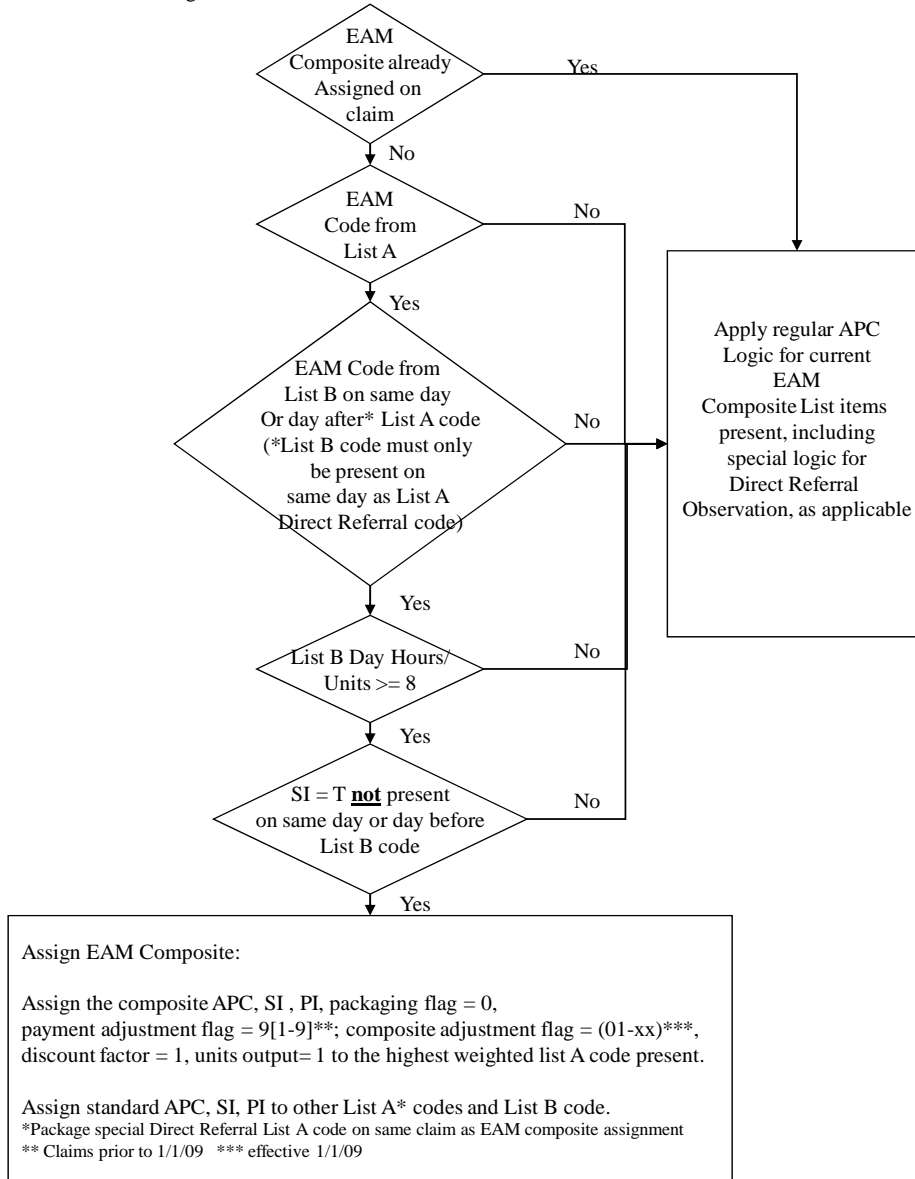 EAM
Composite already
Assigned on
claim
Yes
No
EAM
Code from
List A
No
Yes
EAM Code from
List B on same day
Or day after* List A code
(*List B code must only
be present on
same day as List A
Direct Referral code)
No
Apply regular APC
Logic for current
EAM
Composite List items
present, including
special logic for
Direct Referral
Observation, as applicable
Yes
List B Day Hours/
Units >= 8
No
Yes
SI = T not present
on same day or day before
List B code
No
Yes
Assign EAM Composite:
Assign the composite APC, SI , PI, packaging flag = 0,
payment adjustment flag = 9[1-9]**; composite adjustment flag = (01-xx)***,
discount factor = 1, units output= 1 to the highest weighted list A code present.
Assign standard APC, SI, PI to other List A* codes and List B code.
*Package special Direct Referral List A code on same claim as EAM composite assignment
** Claims prior to 1/1/09 *** effective 1/1/09